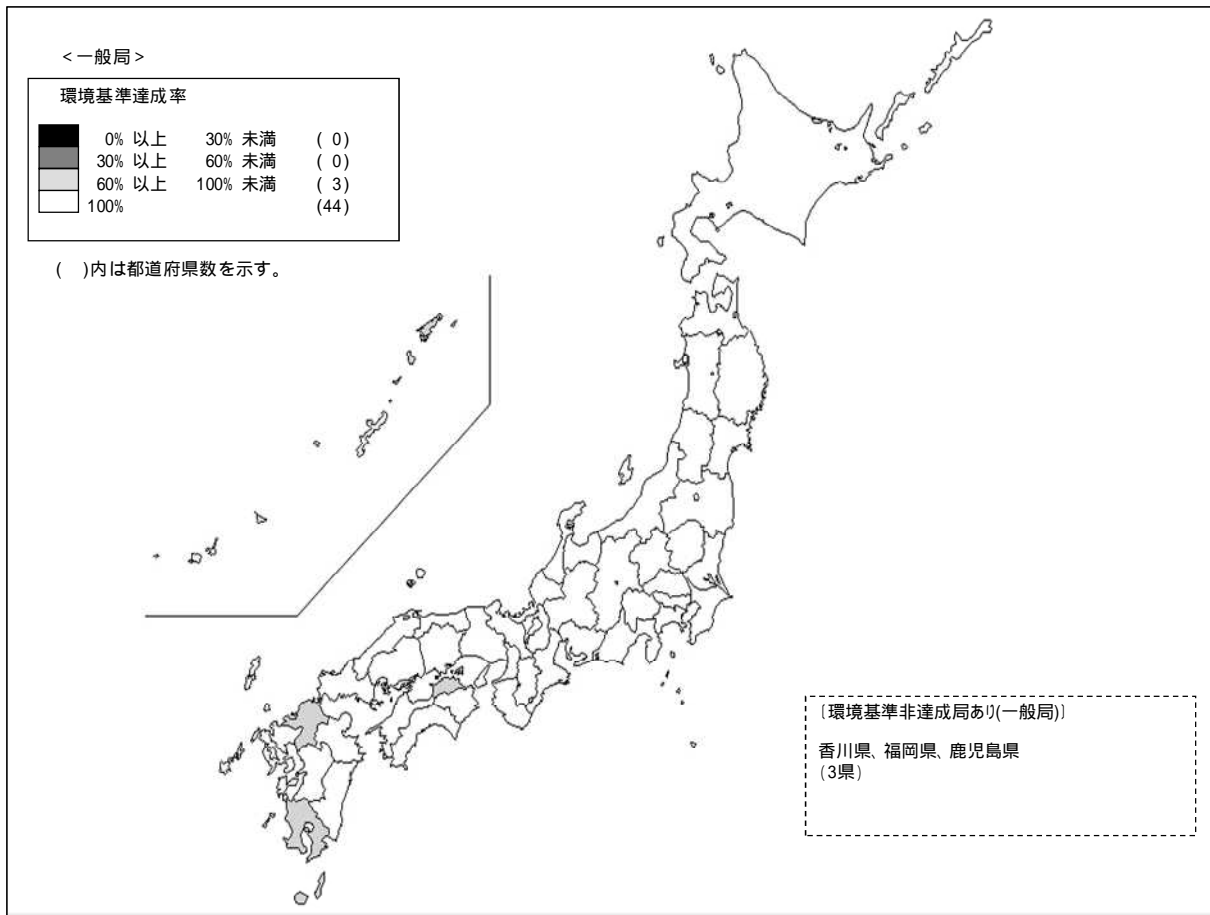 <一般局>
環境基準達成率
0% 以上 30% 未満 ( 0)
30% 以上 60% 未満 ( 0)
60% 以上 100% 未満 ( 3)
100% (44)
( )内は都道府県数を示す。
[環境基準非達成局あり(一般局)]
香川県、福岡県、鹿児島県
(3県)